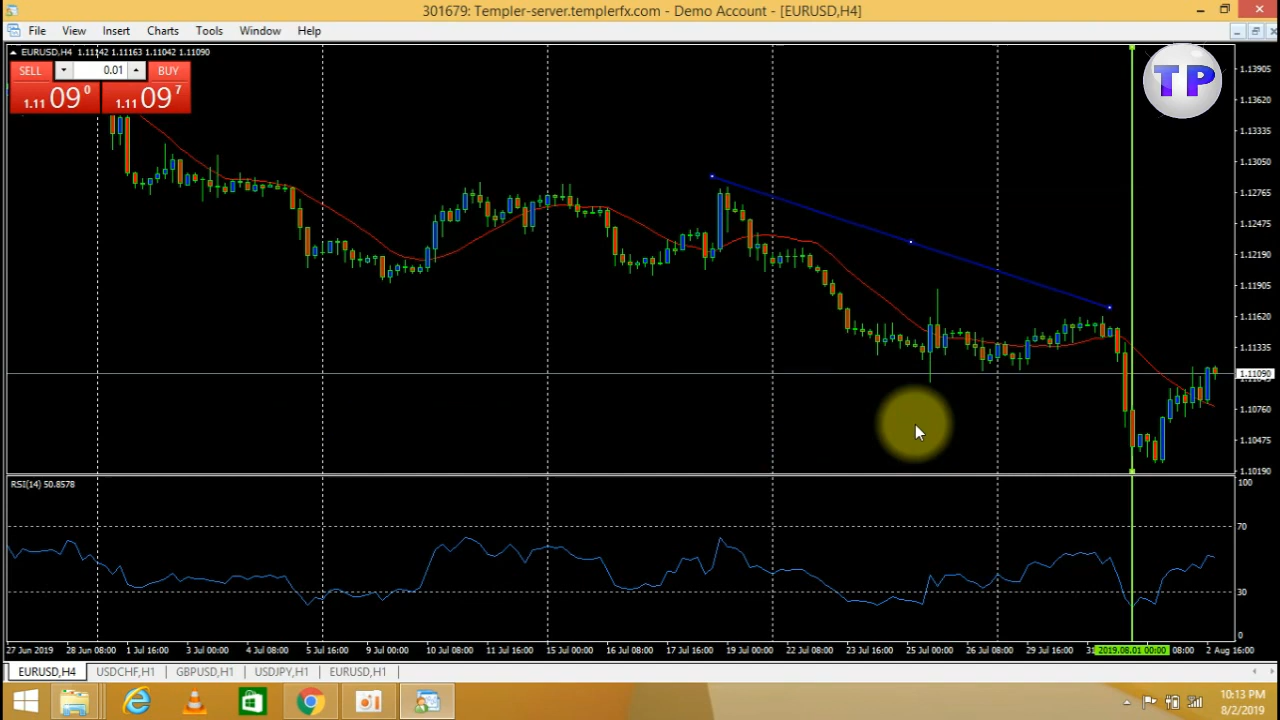 301679: Templer-server.templerfx.com - Demo Account - [EURUSD,H4]
File View Insert Charts Tools Window Help
EURUSD,H4 1.11142 1.11163 1.11042 1.11090
SELL 0.01 BUY
1.11 09 0 1.11 09 7
TP
1.13905
1.13620
1.13335
1.13050
1.12765
1.12475
1.12190
1.11905
1.11620
1.11335
1.11090
1.10760
1.10475
1.10190
RSI(14) 50.8578
100
70
30
0
27 Jun 2019 28 Jun 08:00 1 Jul 16:00 3 Jul 00:00 4 Jul 08:00 5 Jul 16:00 9 Jul 00:00 10 Jul 08:00 11 Jul 16:00 15 Jul 00:00 16 Jul 08:00 17 Jul 16:00 19 Jul 00:00 22 Jul 08:00 23 Jul 16:00 25 Jul 00:00 26 Jul 08:00 29 Jul 16:00 2019.08.01 00:00 08:00 2 Aug 16:00
EURUSD,H4 USDCHF,H1 GBPUSD,H1 USDJPY,H1 EURUSD,H1
10:13 PM
8/2/2019